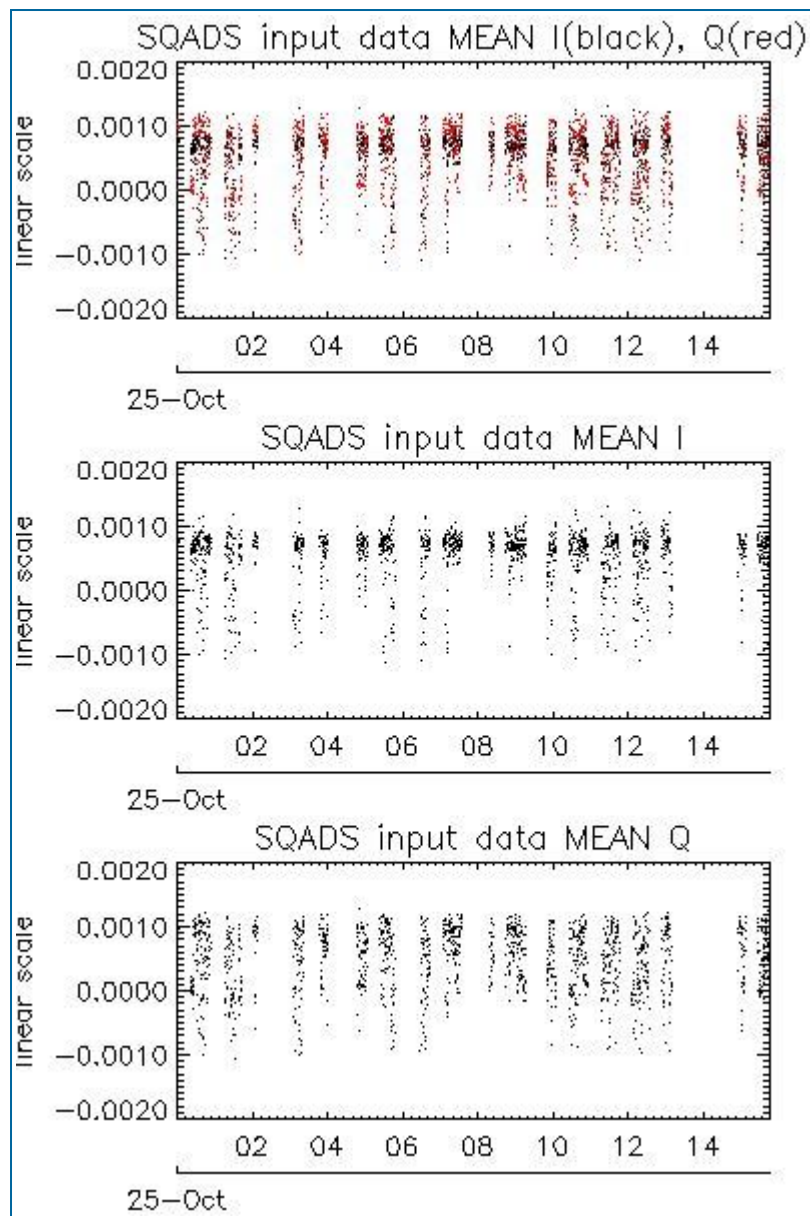 SQADS input data MEAN I(black), Q(red)
linear scale
0.0020
0.0010
0.0000
−0.0010
−0.0020
02 04 06 08 10 12 14
25−Oct
SQADS input data MEAN I
linear scale
0.0020
0.0010
0.0000
−0.0010
−0.0020
02 04 06 08 10 12 14
25−Oct
SQADS input data MEAN Q
linear scale
0.0020
0.0010
0.0000
−0.0010
−0.0020
02 04 06 08 10 12 14
25−Oct